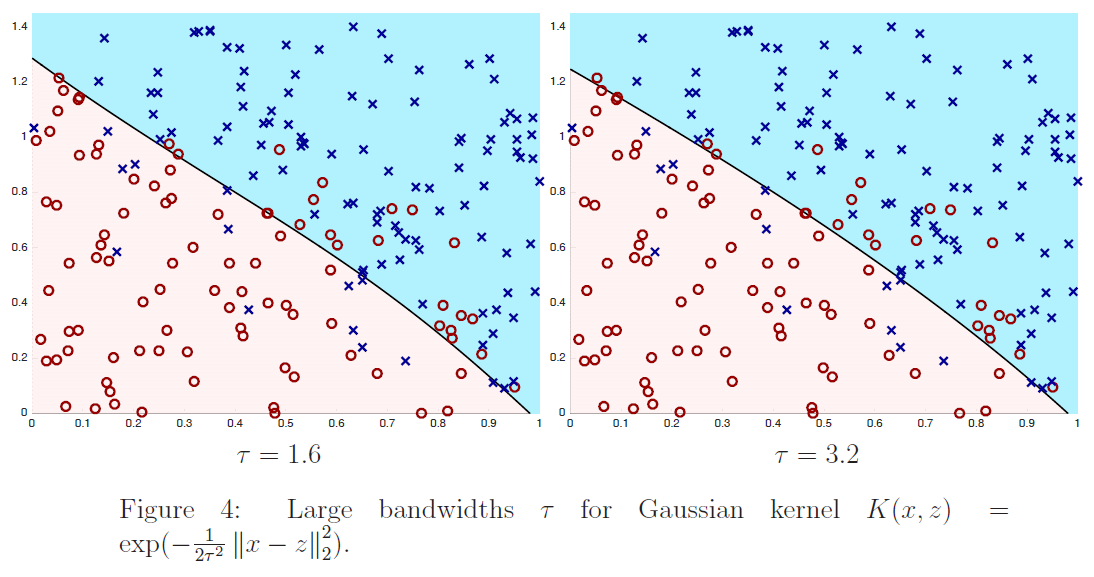 1.4
1.2
1
0.8
0.6
0.4
0.2
0
0 0.1 0.2 0.3 0.4 0.5 0.6 0.7 0.8 0.9 1
τ = 1.6
1.4
1.2
1
0.8
0.6
0.4
0.2
0
0 0.1 0.2 0.3 0.4 0.5 0.6 0.7 0.8 0.9 1
τ = 3.2
Figure 4: Large bandwidths τ for Gaussian kernel K(x, z) =
exp(−1/2τ² ‖x − z‖₂²).